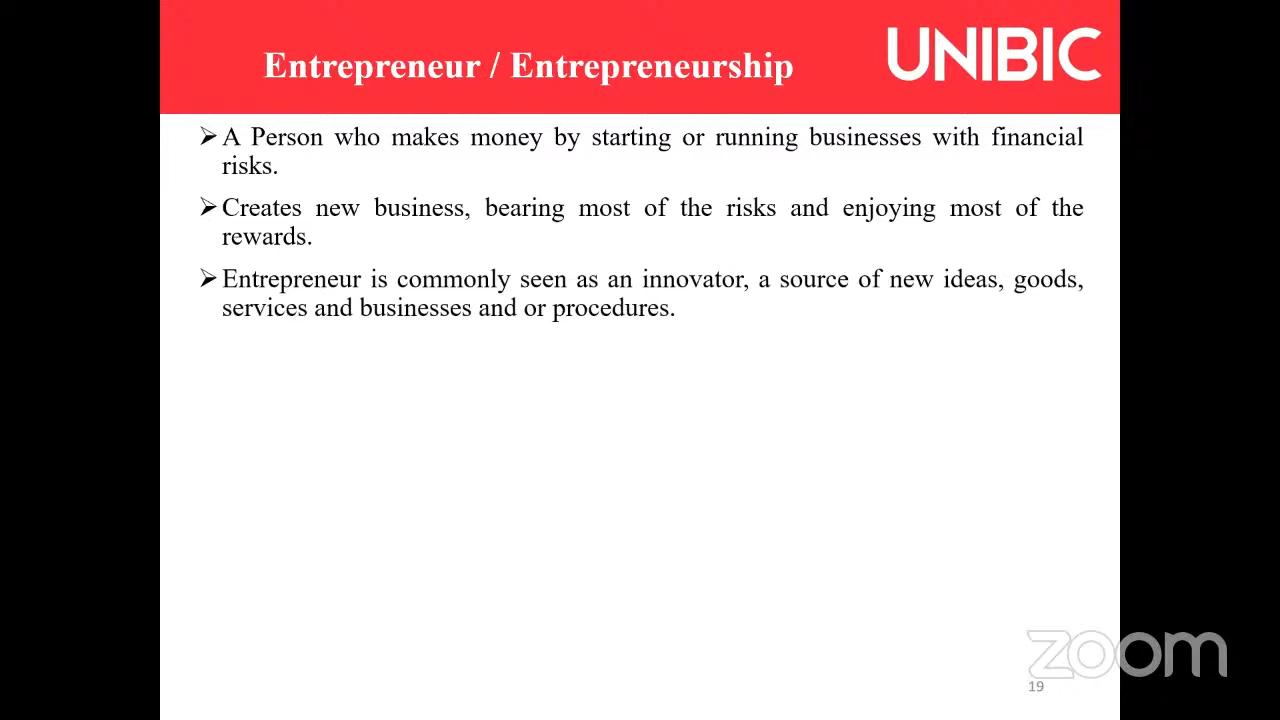 Entrepreneur / Entrepreneurship
UNIBIC
➤A Person who makes money by starting or running businesses with financial
risks.
➤Creates new business, bearing most of the risks and enjoying most of the
rewards.
➤Entrepreneur is commonly seen as an innovator, a source of new ideas, goods,
services and businesses and or procedures.
zoom
19